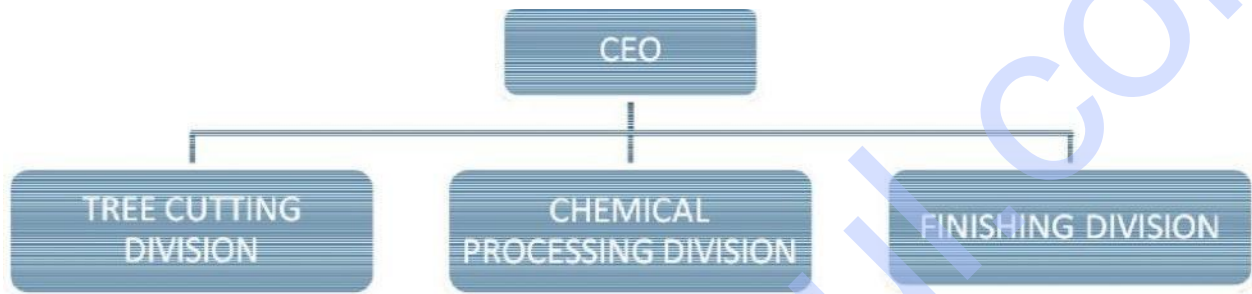 CEO
TREE CUTTING
DIVISION
CHEMICAL
PROCESSING DIVISION
FINISHING DIVISION